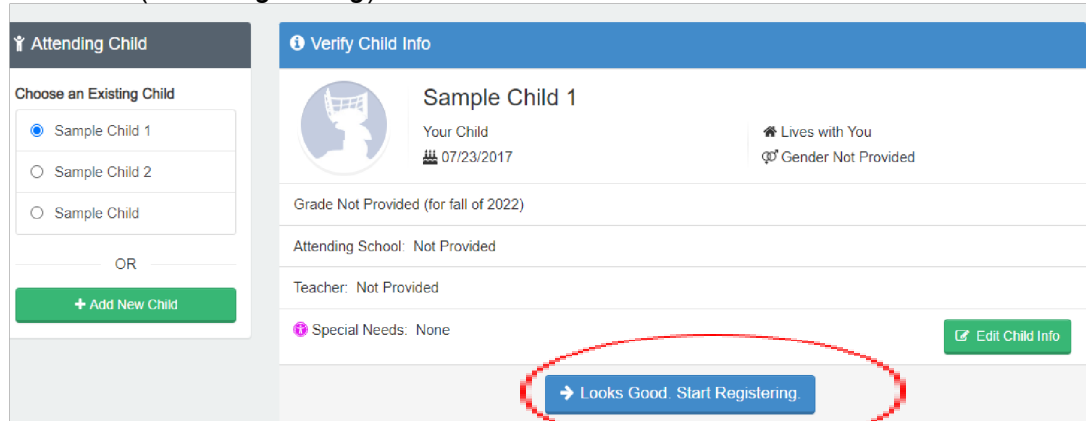 Attending Child
Choose an Existing Child
Sample Child 1
Sample Child 2
Sample Child
OR
+ Add New Child
Verify Child Info
Sample Child 1
Your Child
07/23/2017
Lives with You
Gender Not Provided
Grade Not Provided (for fall of 2022)
Attending School: Not Provided
Teacher: Not Provided
Special Needs: None
Edit Child Info
Looks Good. Start Registering.